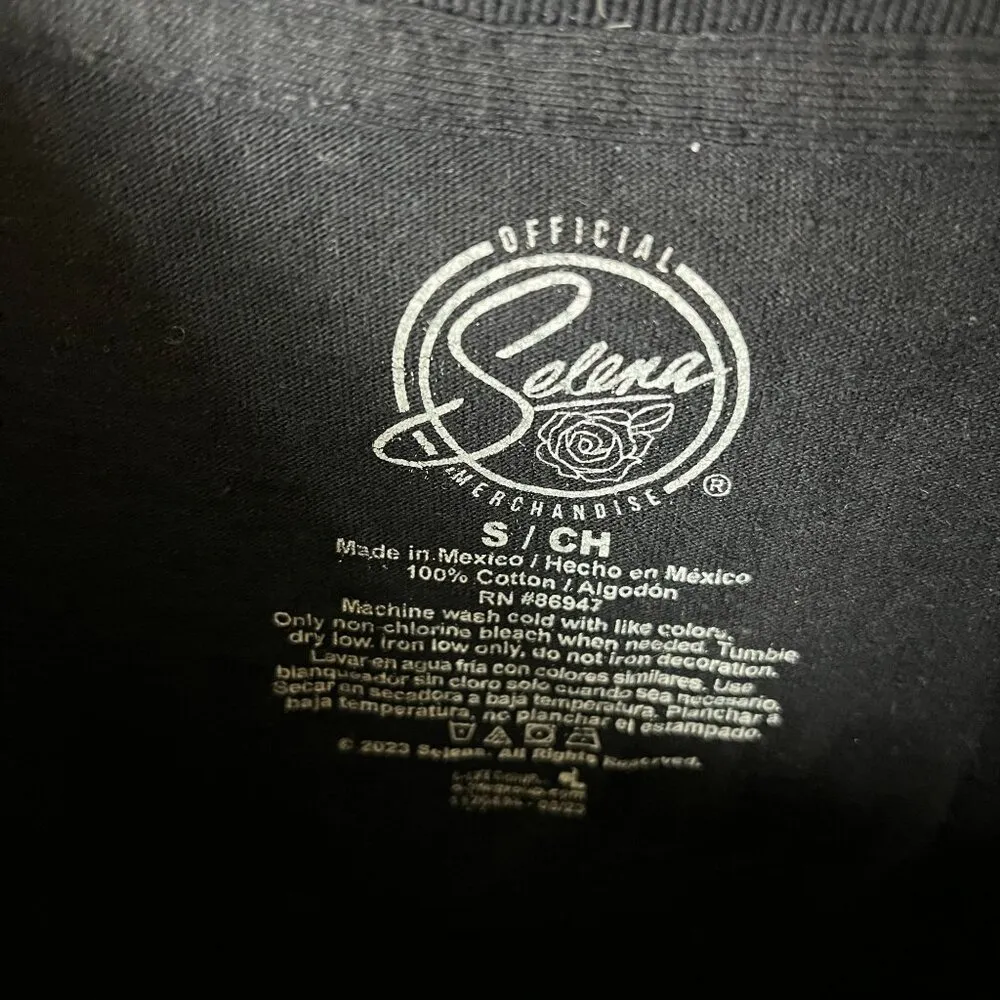 OFFICIAL
Selena
MERCHANDISE
®
S / CH
Made in Mexico / Hecho en México
100% Cotton / Algodón
RN #86947
Machine wash cold with like colors.
Only non-chlorine bleach when needed. Tumble
dry low. Iron low only, do not iron decoration.
Lavar en agua fría con colores similares. Use
blanqueador sin cloro solo cuando sea necesario.
Secar en secadora a baja temperatura. Planchar a
baja temperatura, no planchar el estampado.
© 2023 Selena. All Rights Reserved.